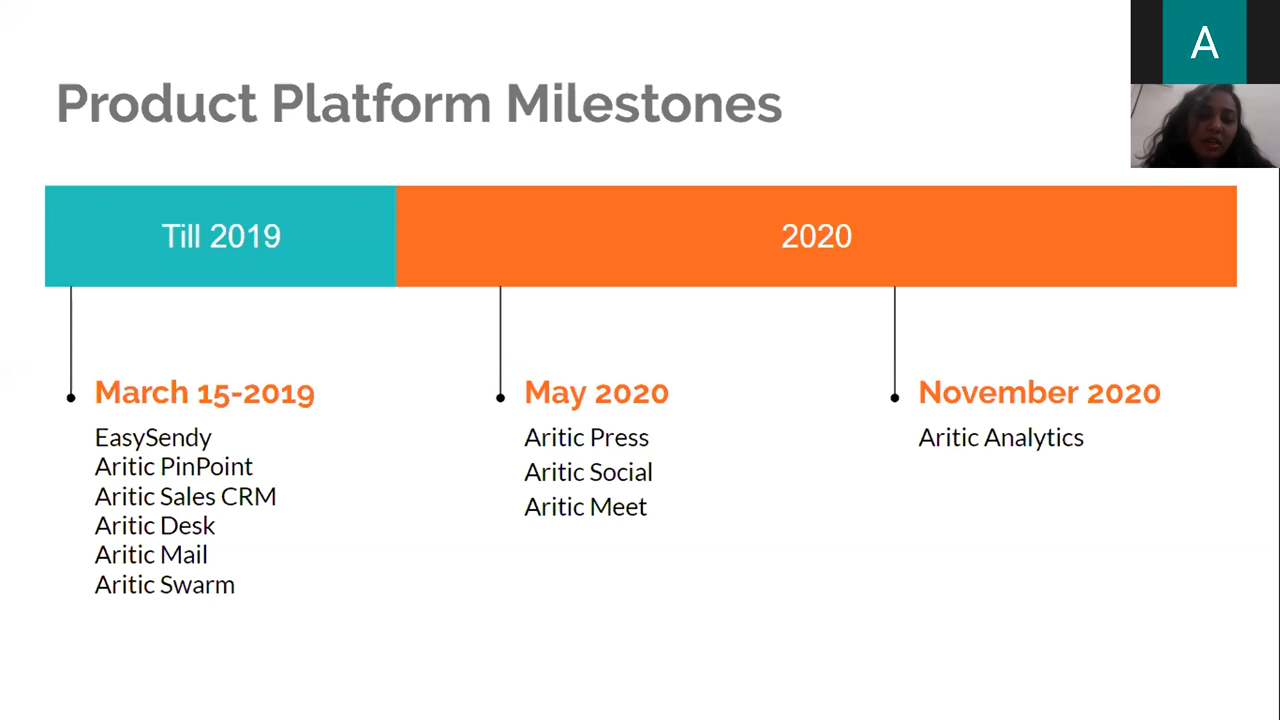 A
Product Platform Milestones
Till 2019
2020
March 15-2019
EasySendy
Aritic PinPoint
Aritic Sales CRM
Aritic Desk
Aritic Mail
Aritic Swarm
May 2020
Aritic Press
Aritic Social
Aritic Meet
November 2020
Aritic Analytics